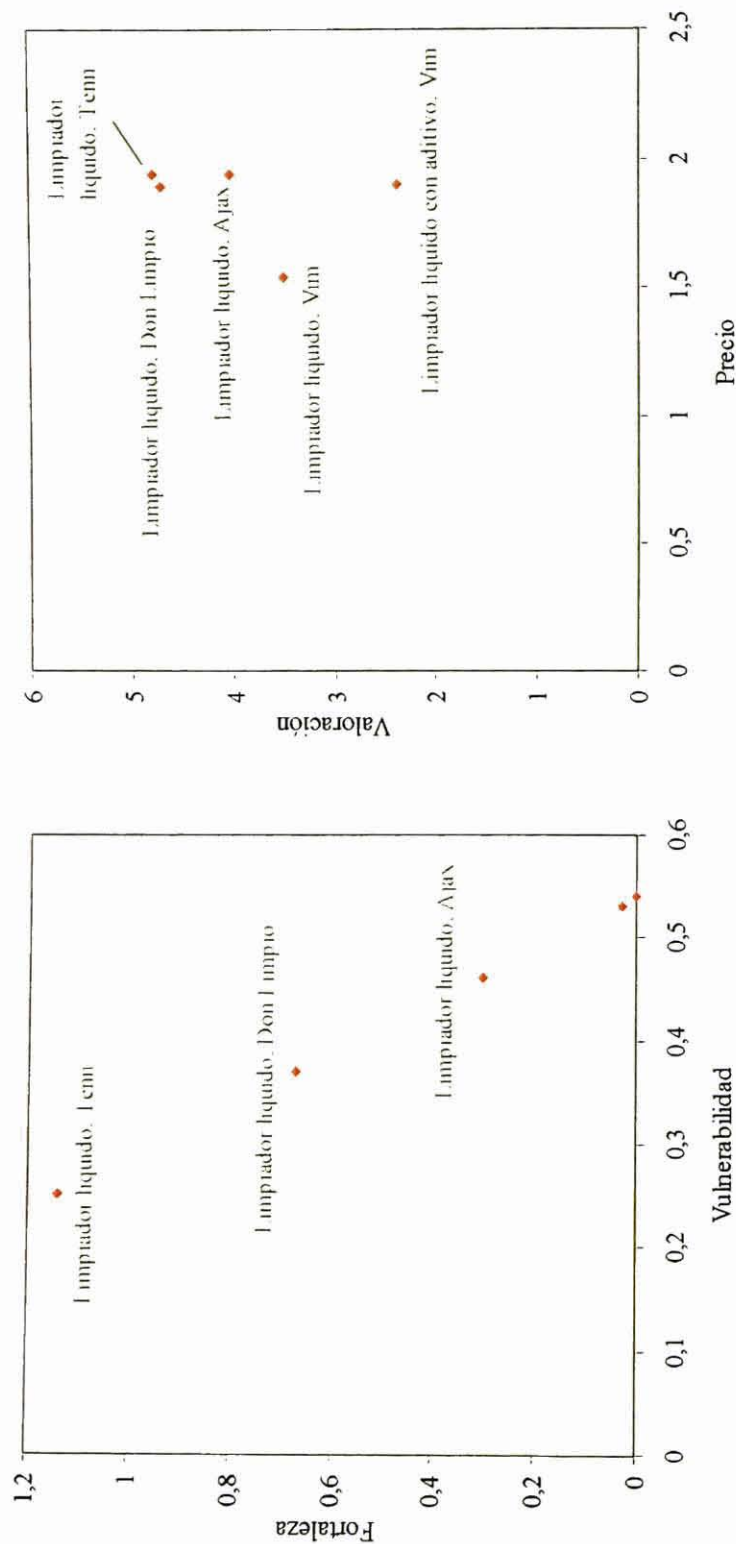 Fortaleza
1,2
1
0,8
0,6
0,4
0,2
0
Limpiador líquido. Tenn
Limpiador líquido. Don Limpio
Limpiador líquido. Ajax
0
0,1
0,2
0,3
0,4
0,5
0,6
Vulnerabilidad
Valoración
6
5
4
3
2
1
0
Limpiador
líquido. Tenn
Limpiador líquido. Don Limpio
Limpiador líquido. Ajax
Limpiador líquido. Vim
Limpiador líquido con aditivo. Vim
0
0,5
1
1,5
2
2,5
Precio